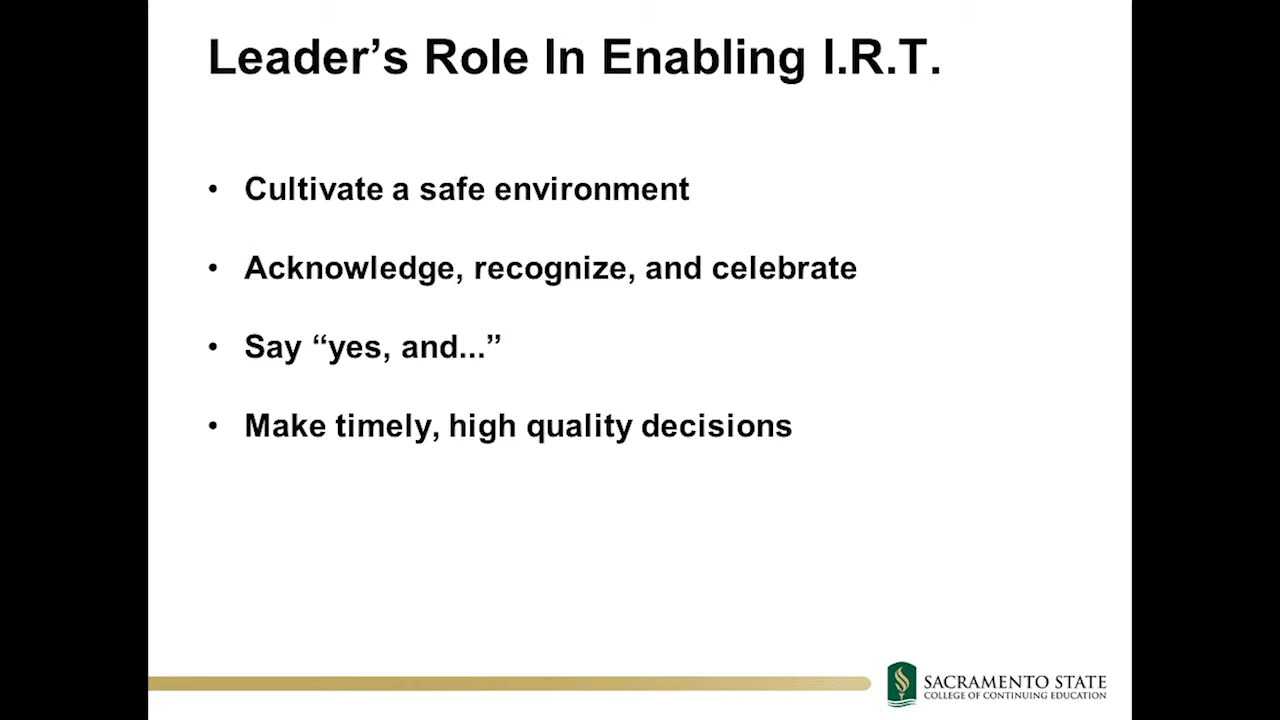 Leader’s Role In Enabling I.R.T.
• Cultivate a safe environment
• Acknowledge, recognize, and celebrate
• Say “yes, and...”
• Make timely, high quality decisions
SACRAMENTO STATE
COLLEGE OF CONTINUING EDUCATION